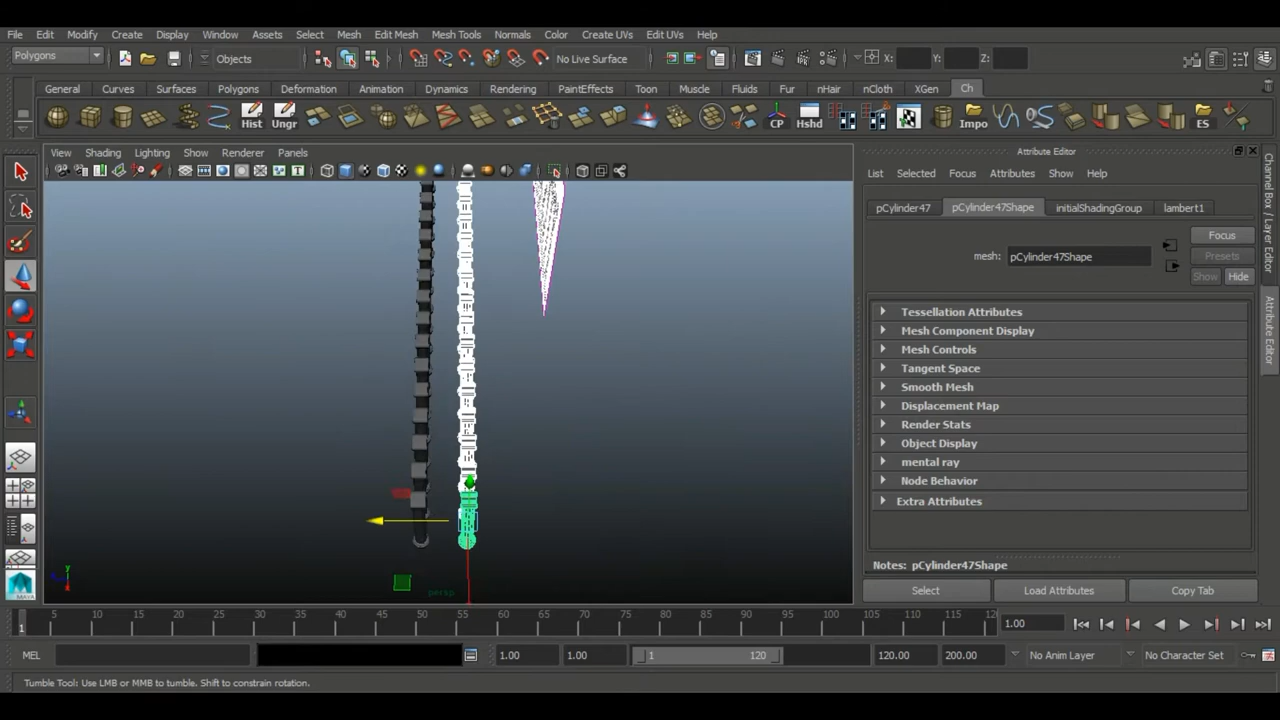 File Edit Modify Create Display Window Assets Select Mesh Edit Mesh Mesh Tools Normals Color Create UVs Edit UVs Help
Polygons Objects No Live Surface X: Y: Z:
General Curves Surfaces Polygons Deformation Animation Dynamics Rendering PaintEffects Toon Muscle Fluids Fur nHair nCloth XGen Ch
Hist Ungr CP Hshd Impo ES
View Shading Lighting Show Renderer Panels
Attribute Editor
List Selected Focus Attributes Show Help
pCylinder47 pCylinder47Shape initialShadingGroup lambert1
Focus
mesh: pCylinder47Shape Presets
Show Hide
Tessellation Attributes
Mesh Component Display
Mesh Controls
Tangent Space
Smooth Mesh
Displacement Map
Render Stats
Object Display
mental ray
Node Behavior
Extra Attributes
Notes: pCylinder47Shape
Select Load Attributes Copy Tab
Channel Box / Layer Editor
Attribute Editor
y
persp
MAYA
1 5 10 15 20 25 30 35 40 45 50 55 60 65 70 75 80 85 90 95 100 105 110 115 12 1.00
MEL 1.00 1.00 1 120 120.00 200.00 No Anim Layer No Character Set
Tumble Tool: Use LMB or MMB to tumble. Shift to constrain rotation.